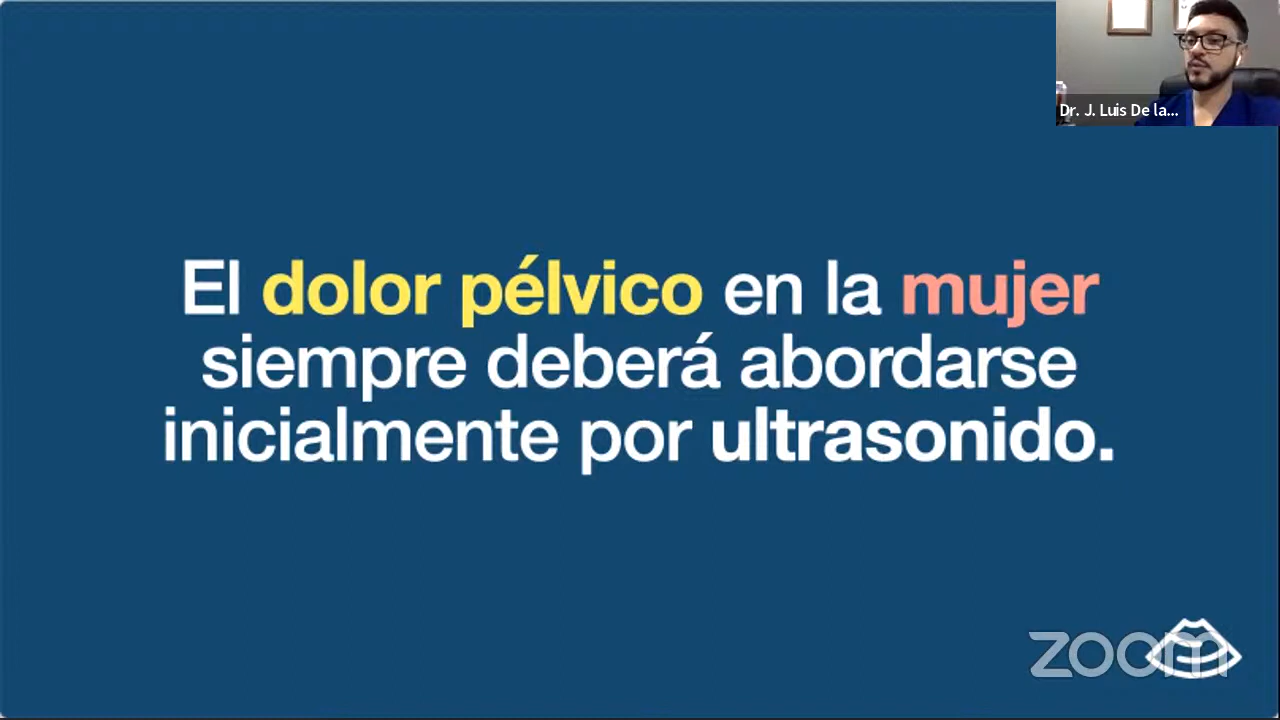 Dr. J. Luis De la...
El dolor pélvico en la mujer
siempre deberá abordarse
inicialmente por ultrasonido.
zoom